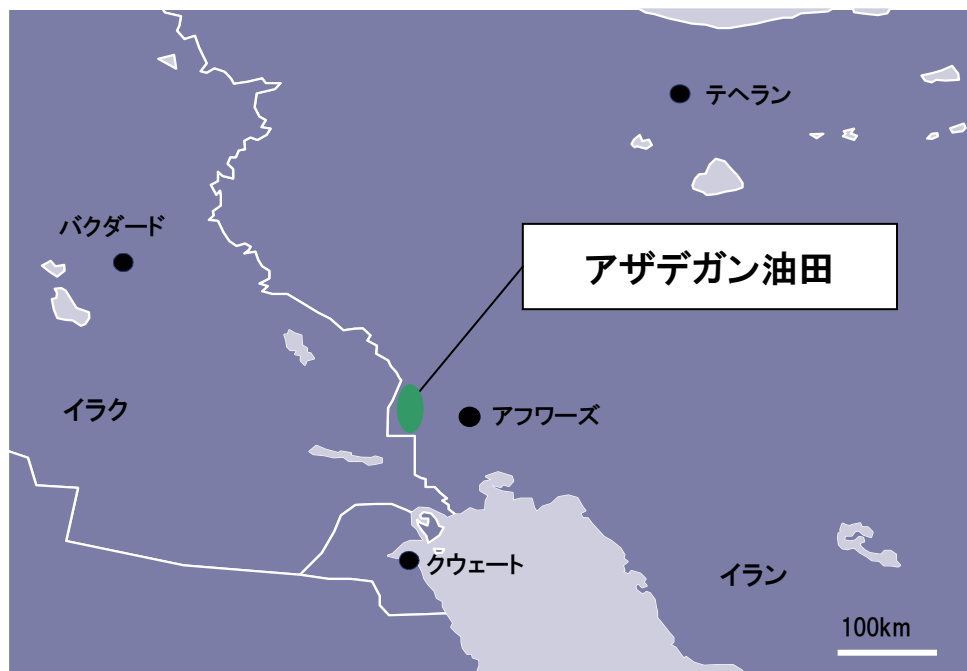 テヘラン
バクダード
アザデガン油田
イラク
アフワーズ
クウェート
イラン
100km